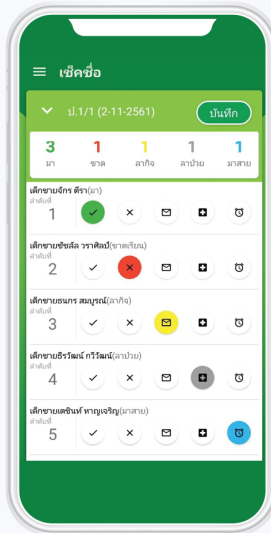 เช็คชื่อ
ป.1/1 (2-11-2561)
บันทึก
3 1 1 1 1
มา ขาด ลากิจ ลาป่วย มาสาย
เด็กชายจักร ตีรา(มา)
ลำดับที่
1
เด็กชายชัชสัล วราศิลป์(ขาดเรียน)
ลำดับที่
2
เด็กชายธนกร สมบูรณ์(ลากิจ)
ลำดับที่
3
เด็กชายธีรวัฒน์ ทวีวัฒน์(ลาป่วย)
ลำดับที่
4
เด็กชายเตชินท์ หาญเจริญ(มาสาย)
ลำดับที่
5